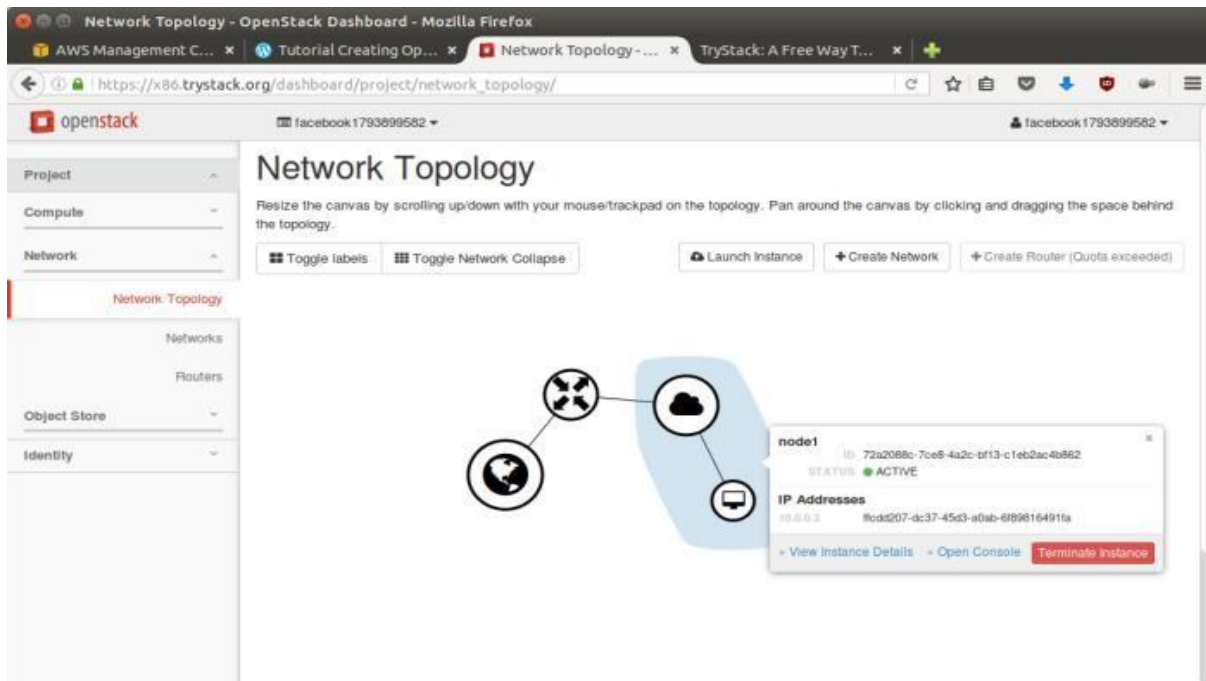 Network Topology - OpenStack Dashboard - Mozilla Firefox
AWS Management C... × Tutorial Creating Op... × Network Topology - ... × TryStack: A Free Way T... ×
https://x86.trystack.org/dashboard/project/network_topology/
openstack facebook1793899582 facebook1793899582
Project
Compute
Network
Network Topology
Networks
Routers
Object Store
Identity
Network Topology
Resize the canvas by scrolling up/down with your mouse/trackpad on the topology. Pan around the canvas by clicking and dragging the space behind
the topology.
Toggle labels Toggle Network Collapse Launch Instance + Create Network + Create Router (Quota exceeded)
node1 ×
ID 72a2088c-7ce8-4a2c-bf13-c1eb2ac4b862
STATUS ACTIVE
IP Addresses
10.0.0.3 ffcdd207-dc37-45d3-a0ab-6f89816491fa
» View Instance Details » Open Console Terminate Instance